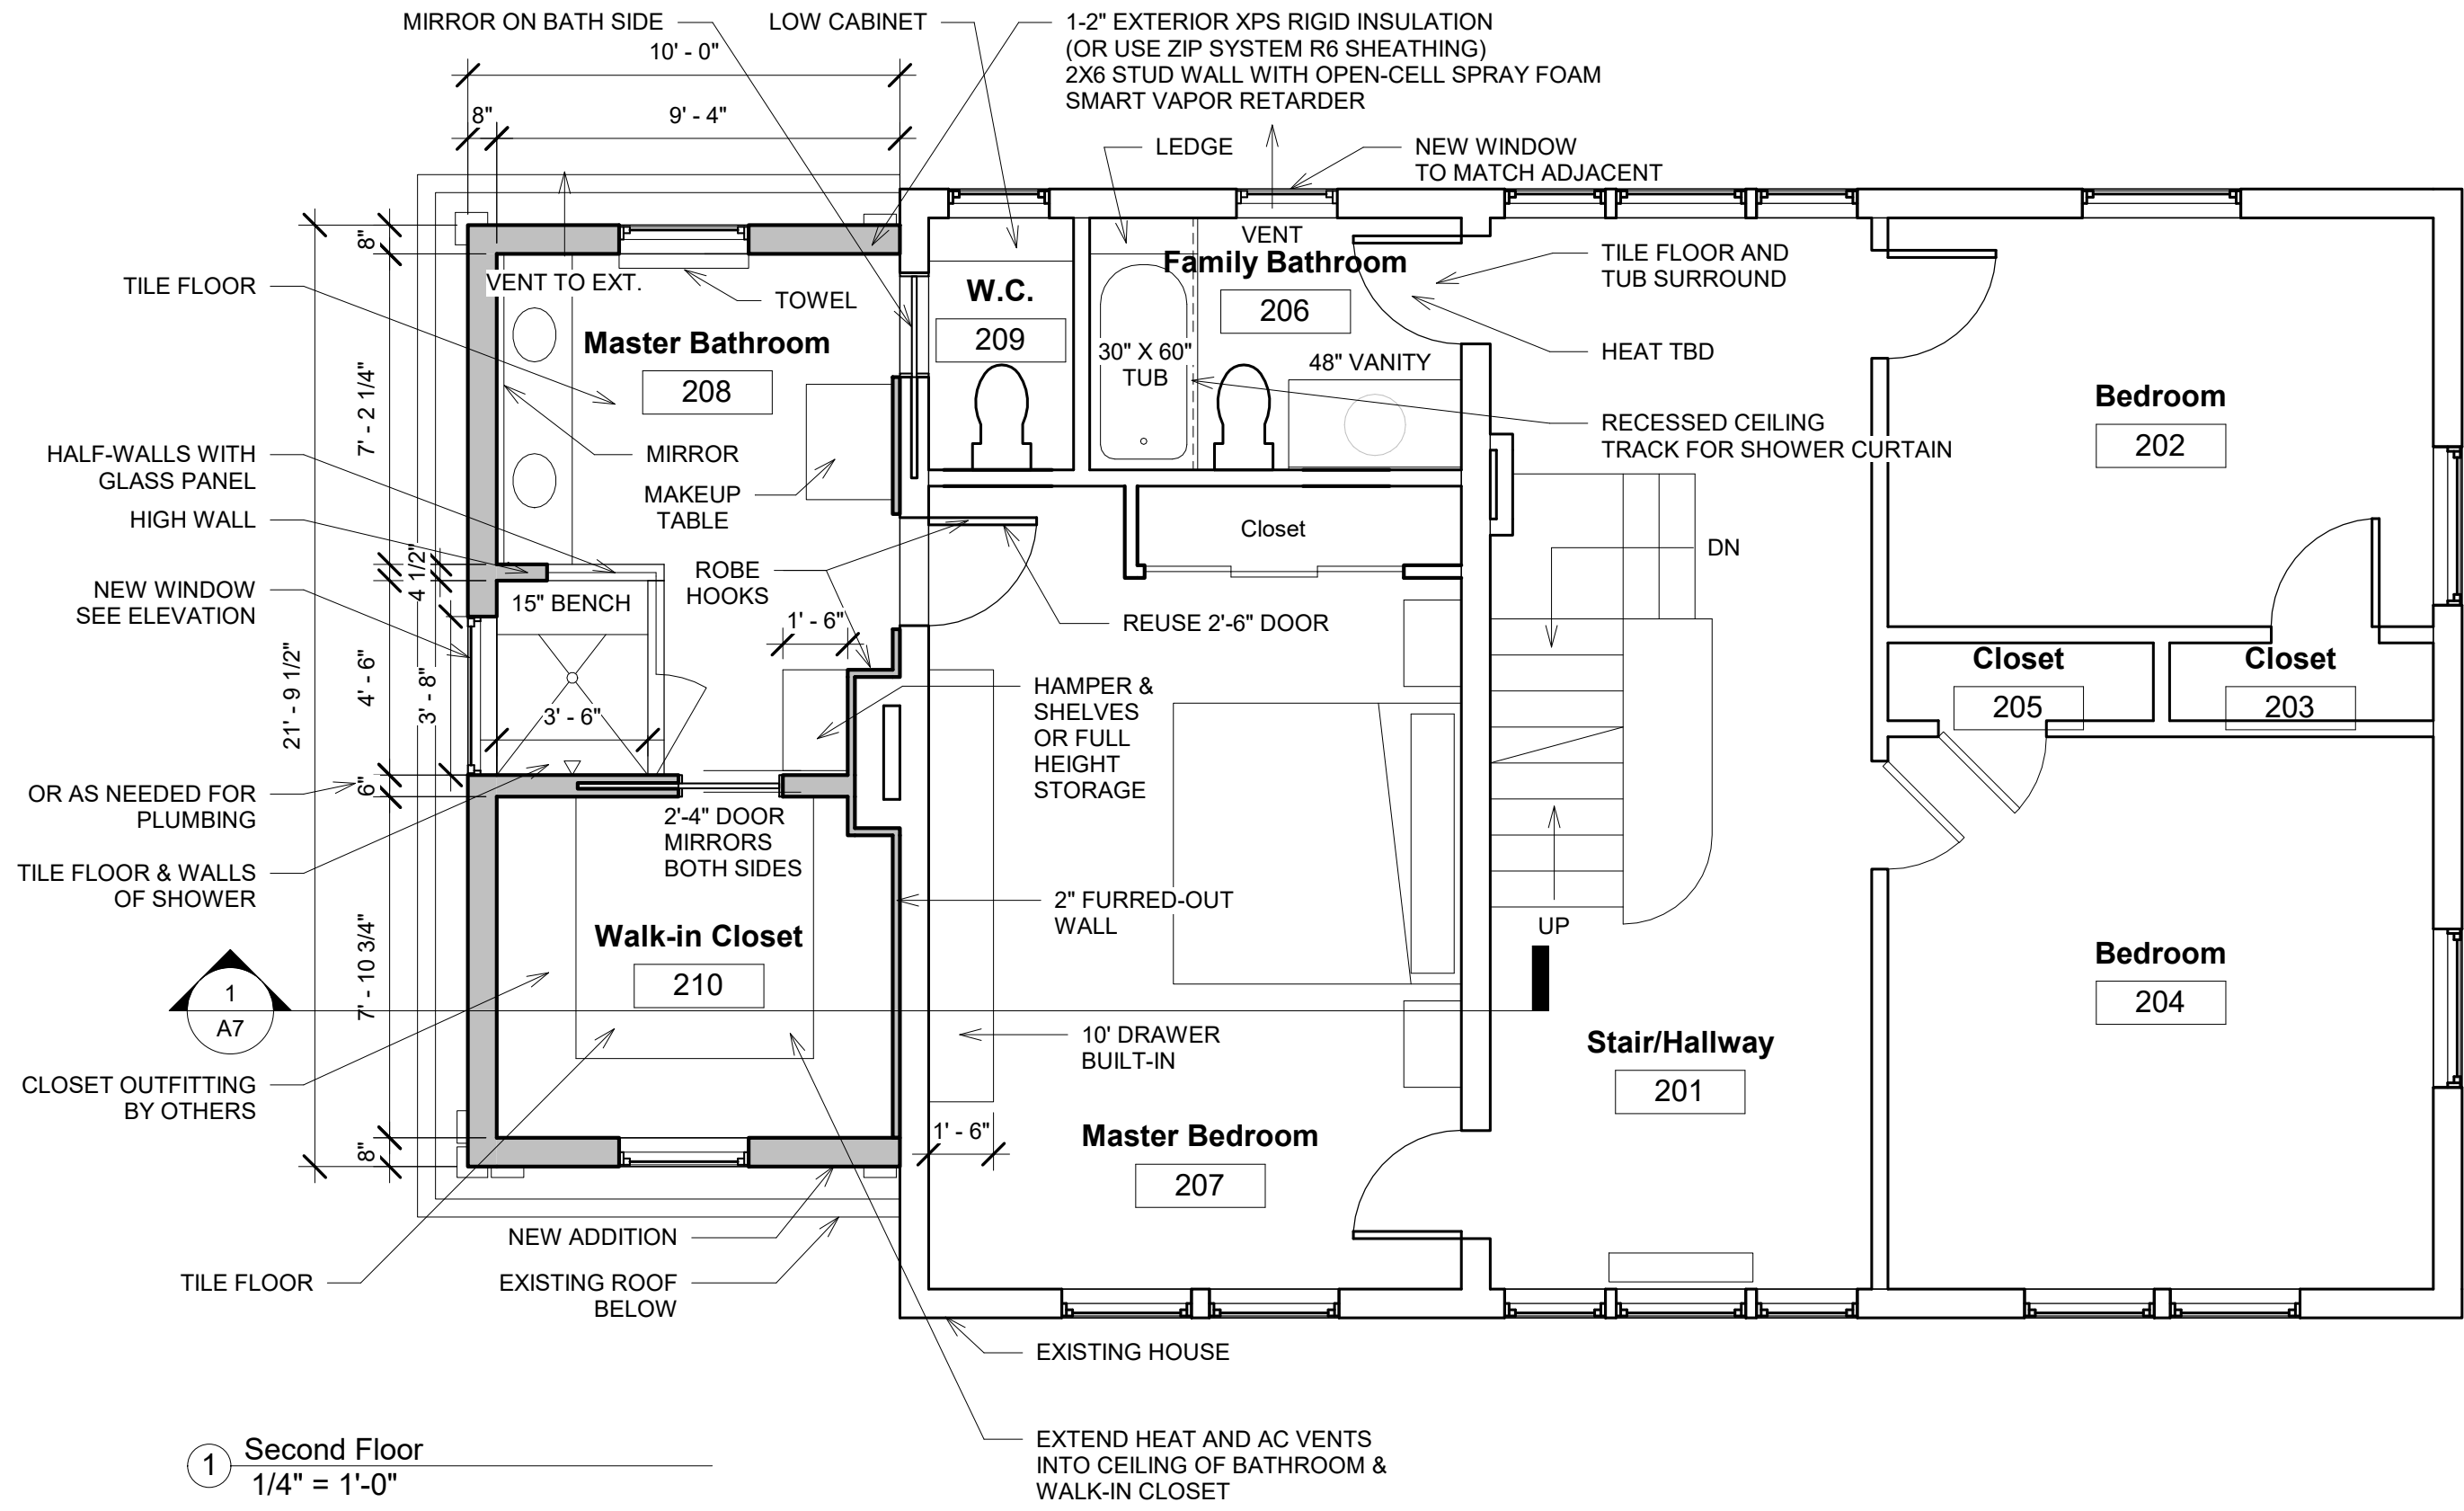 MIRROR ON BATH SIDE
LOW CABINET
1-2" EXTERIOR XPS RIGID INSULATION
(OR USE ZIP SYSTEM R6 SHEATHING)
2X6 STUD WALL WITH OPEN-CELL SPRAY FOAM
SMART VAPOR RETARDER
10' - 0"
8"
9' - 4"
LEDGE
NEW WINDOW
TO MATCH ADJACENT
8"
VENT
Family Bathroom
206
TILE FLOOR AND
TUB SURROUND
TILE FLOOR
VENT TO EXT.
TOWEL
W.C.
209
Master Bathroom
208
30" X 60"
TUB
48" VANITY
HEAT TBD
7' - 2 1/4"
Bedroom
202
RECESSED CEILING
TRACK FOR SHOWER CURTAIN
HALF-WALLS WITH
GLASS PANEL
MIRROR
MAKEUP
TABLE
HIGH WALL
Closet
DN
4 1/2"
ROBE
HOOKS
NEW WINDOW
SEE ELEVATION
15" BENCH
1' - 6"
REUSE 2'-6" DOOR
21' - 9 1/2"
4' - 6"
3' - 8"
3' - 6"
HAMPER &
SHELVES
OR FULL
HEIGHT
STORAGE
Closet
205
Closet
203
OR AS NEEDED FOR
PLUMBING
6"
2'-4" DOOR
MIRRORS
BOTH SIDES
TILE FLOOR & WALLS
OF SHOWER
2" FURRED-OUT
WALL
UP
Walk-in Closet
210
7' - 10 3/4"
1
A7
Bedroom
204
10' DRAWER
BUILT-IN
Stair/Hallway
201
CLOSET OUTFITTING
BY OTHERS
8"
1' - 6"
Master Bedroom
207
NEW ADDITION
TILE FLOOR
EXISTING ROOF
BELOW
EXISTING HOUSE
EXTEND HEAT AND AC VENTS
INTO CEILING OF BATHROOM &
WALK-IN CLOSET
1
Second Floor
1/4" = 1'-0"